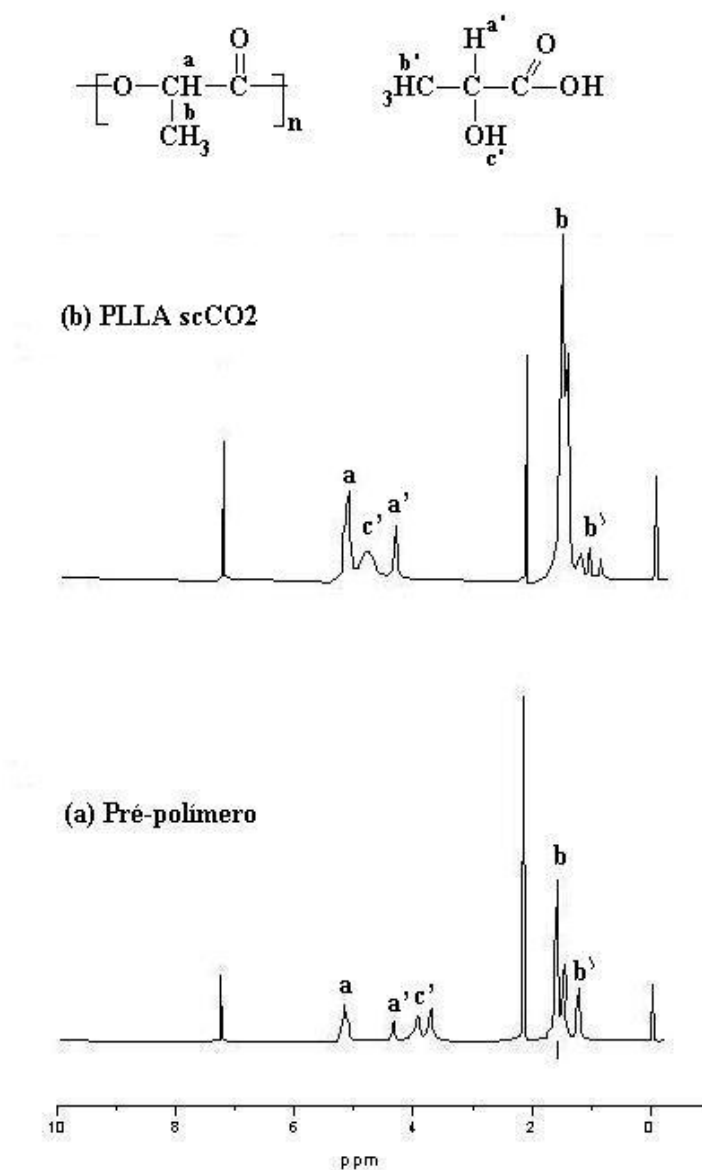 O a' O
a H
b'
O CH C 3HC C C OH
b n
CH3 OH
c'
b
(b) PLLA scCO2
a
c' a'
b'
(a) Pré-polímero
b
a a' c' b'
10 8 6 4 2 0
ppm